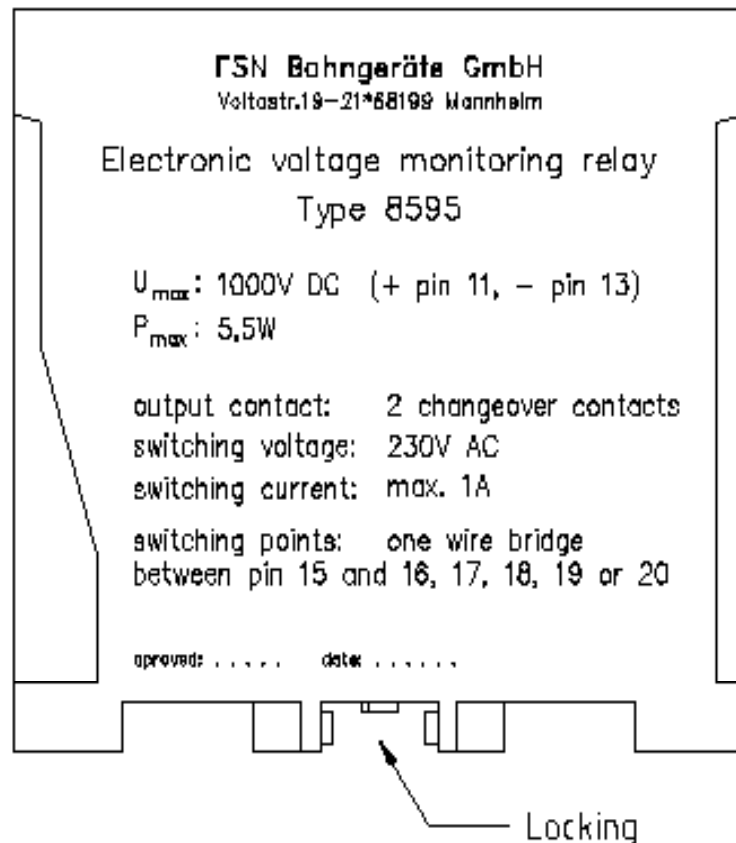 FSN Bahngeräte GmbH
Voltastr.19-21*68199 Mannheim
Electronic voltage monitoring relay
Type 8595
Umax: 1000V DC (+ pin 11, - pin 13)
Pmax: 5,5W
output contact: 2 changeover contacts
switching voltage: 230V AC
switching current: max. 1A
switching points: one wire bridge
between pin 15 and 16, 17, 18, 19 or 20
aproved: . . . . . date: . . . . . .
Locking